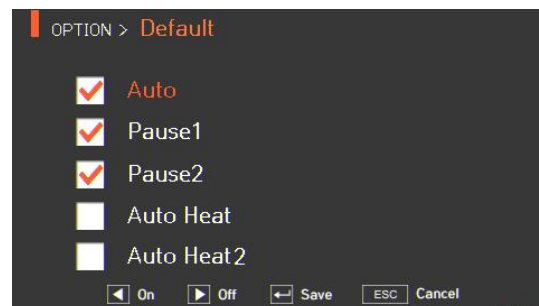 OPTION > Default
Auto
Pause1
Pause2
Auto Heat
Auto Heat2
On Off Save ESC Cancel